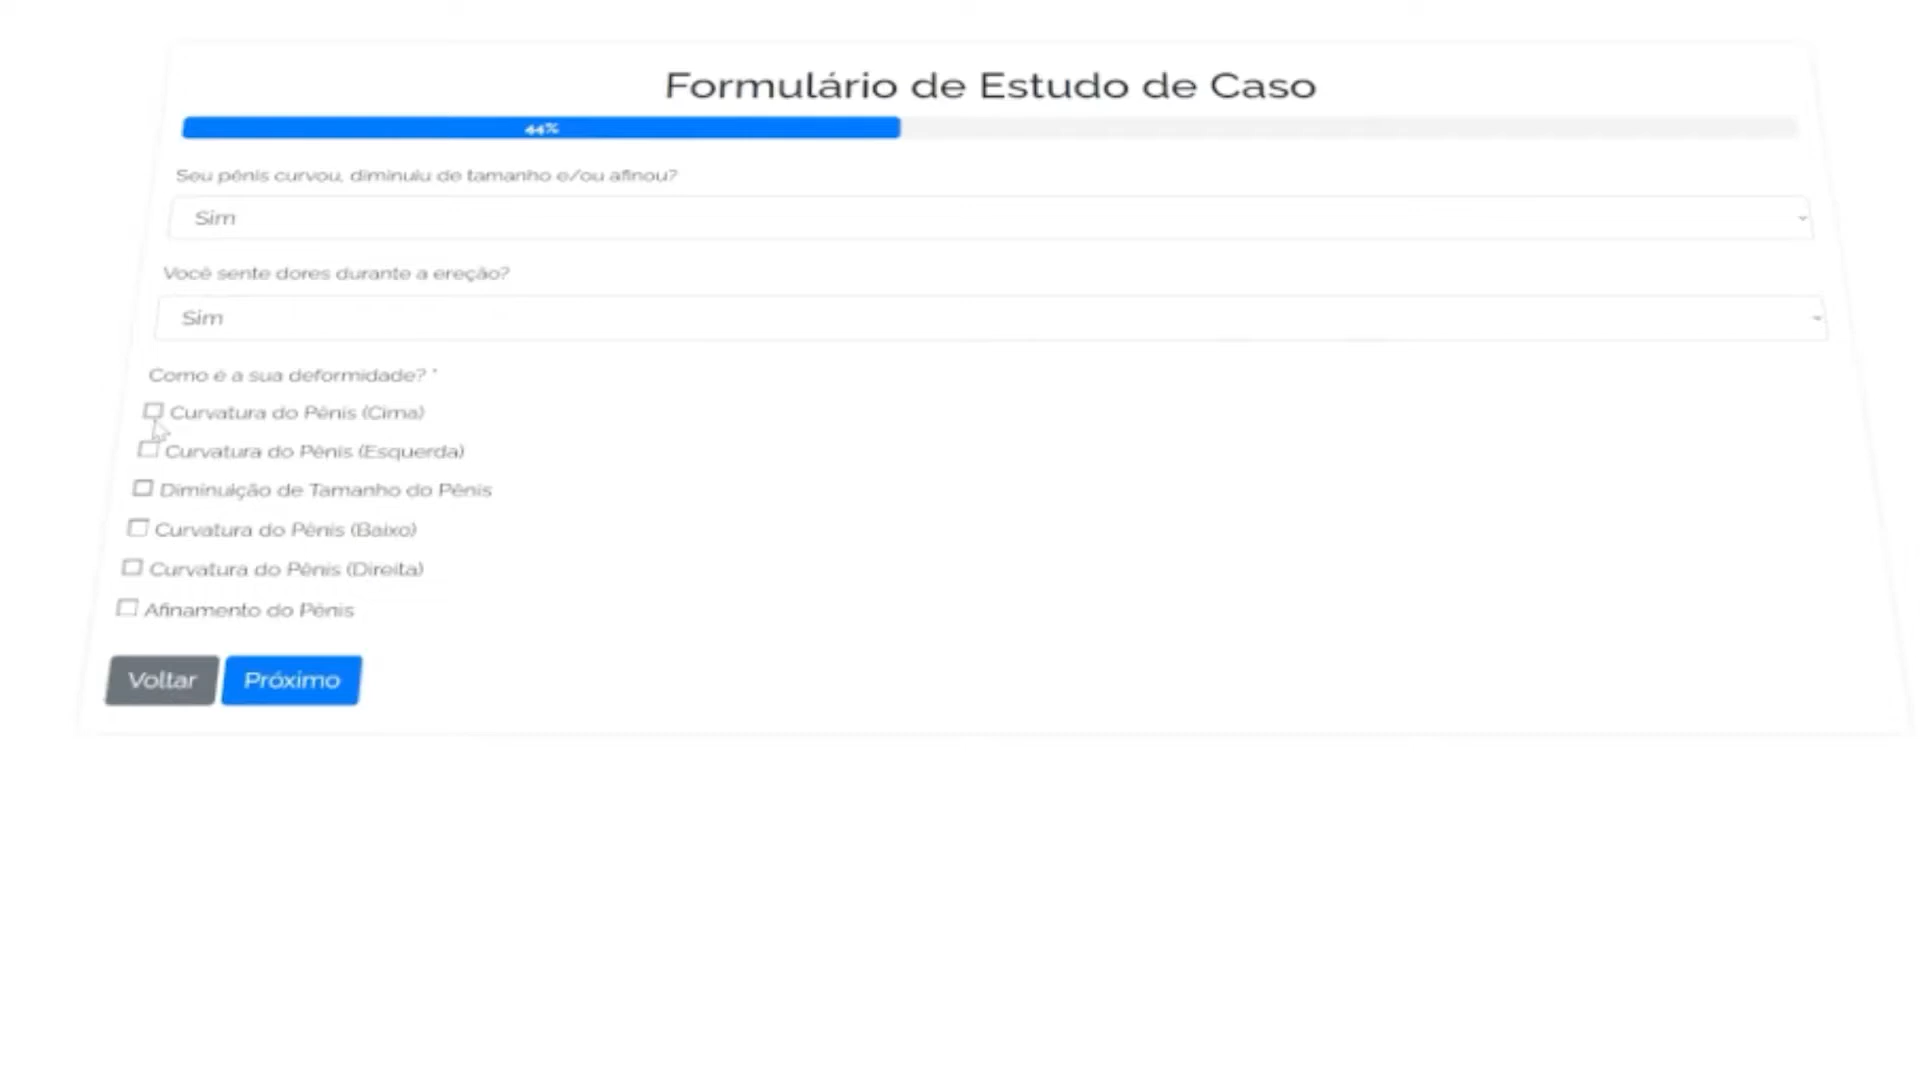 Formulário de Estudo de Caso
44%
Seu pênis curvou, diminuiu de tamanho e/ou afinou?
Sim
Você sente dores durante a ereção?
Sim
Como é a sua deformidade? *
Curvatura do Pênis (Cima)
Curvatura do Pênis (Esquerda)
Diminuição de Tamanho do Pênis
Curvatura do Pênis (Baixo)
Curvatura do Pênis (Direita)
Afinamento do Pênis
Voltar Próximo